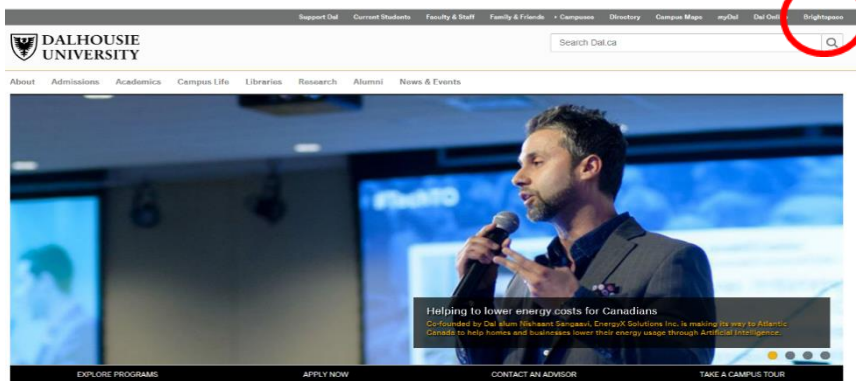 Support Dal Current Students Faculty & Staff Family & Friends Campuses Directory Campus Maps myDal Dal Online Brightspace
DALHOUSIE
UNIVERSITY
Search Dal.ca
About Admissions Academics Campus Life Libraries Research Alumni News & Events
#TechTO
Helping to lower energy costs for Canadians
Co-founded by Dal alum Nishaant Sangaavi, EnergyX Solutions Inc. is making its way to Atlantic
Canada to help homes and businesses lower their energy usage through Artificial Intelligence.
EXPLORE PROGRAMS APPLY NOW CONTACT AN ADVISOR TAKE A CAMPUS TOUR